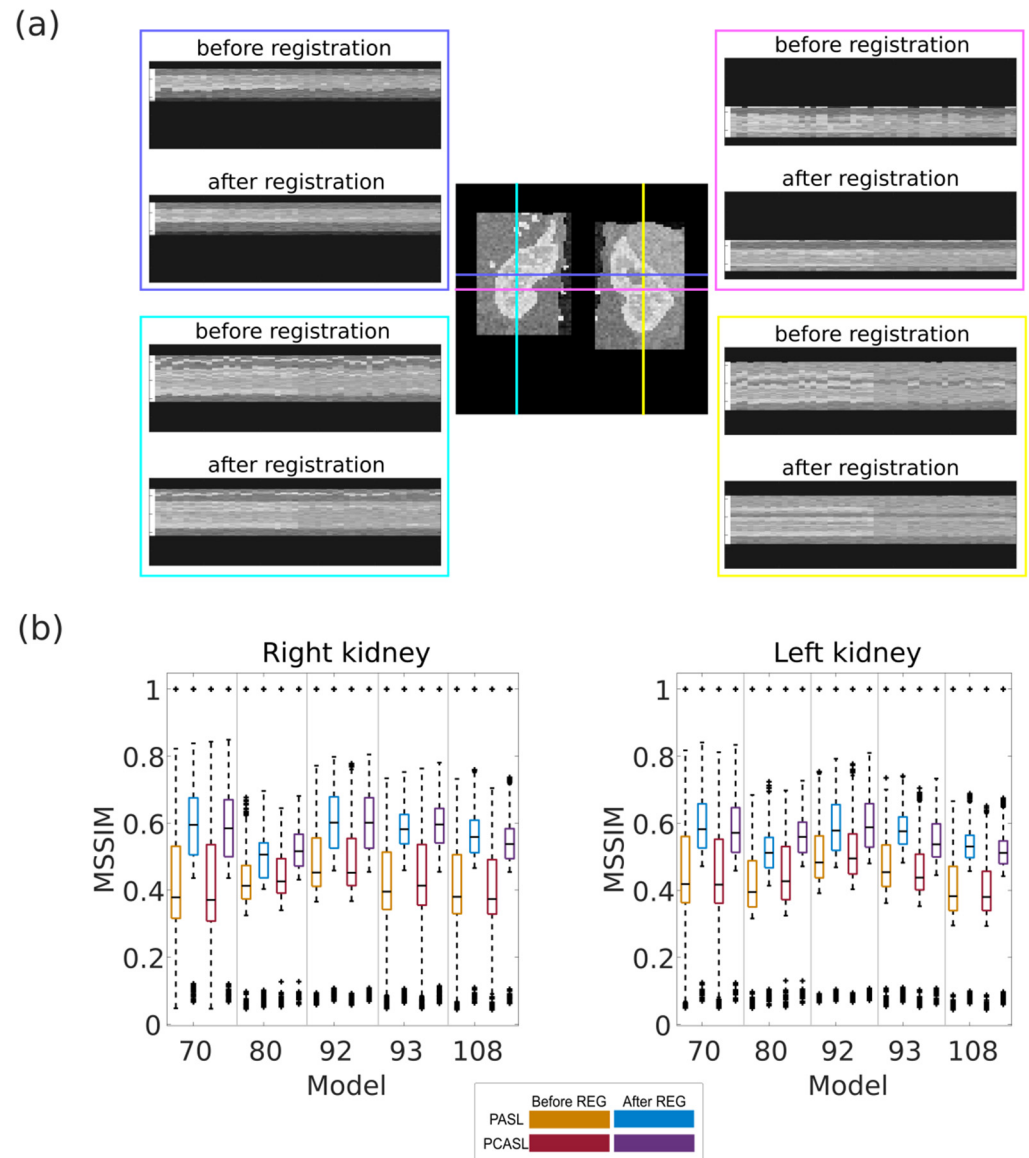 (a)
before registration
after registration
before registration
after registration
before registration
after registration
before registration
after registration
(b)
Right kidney
MSSIM
1
0.8
0.6
0.4
0.2
0
70 80 92 93 108
Model
Left kidney
MSSIM
1
0.8
0.6
0.4
0.2
0
70 80 92 93 108
Model
Before REG After REG
PASL
PCASL